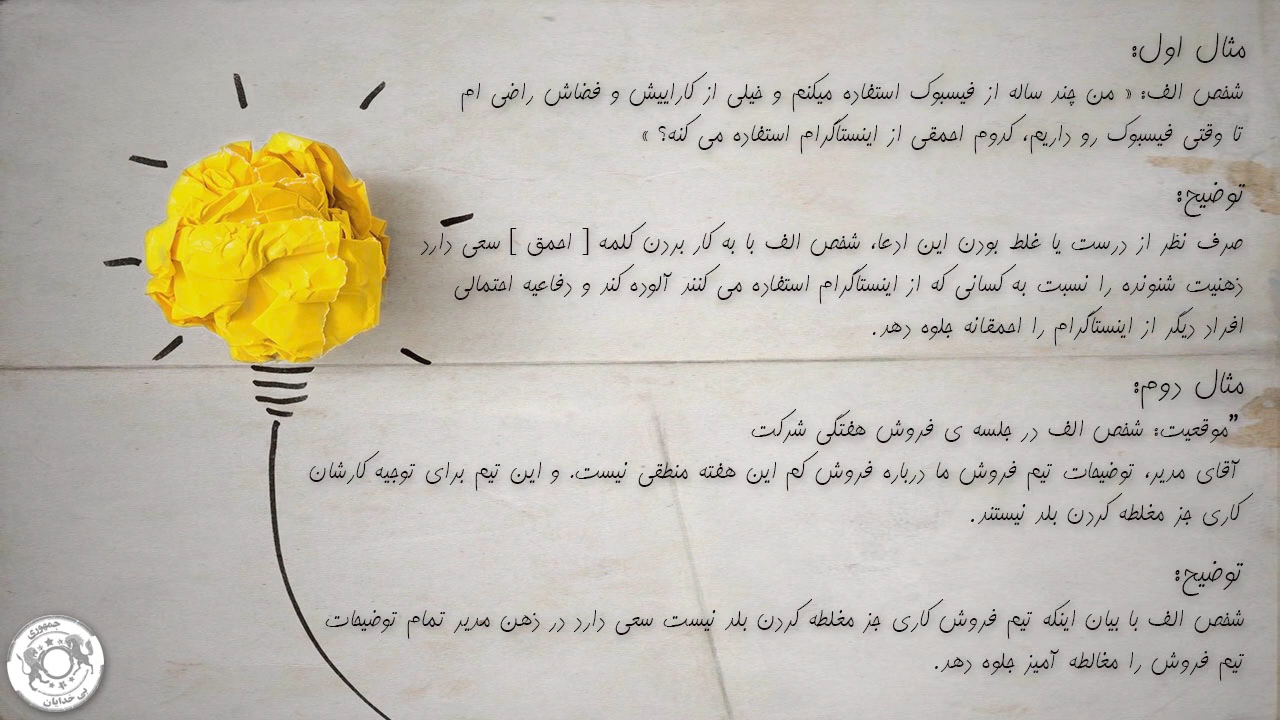 مثال اول:
شخص الف: « من چند ساله از فیسبوک استفاده میکنم و خیلی از کاراییش و فضاش راضی ام
تا وقتی فیسبوک رو داریم، کدوم احمقی از اینستاگرام استفاده می کنه؟ »
توضیح:
صرف نظر از درست یا غلط بودن این ادعا، شخص الف با به کار بردن کلمه [ احمق ] سعی دارد
ذهنیت شنونده را نسبت به کسانی که از اینستاگرام استفاده می کنند آلوده کند و دفاعیه احتمالی
افراد دیگر از اینستاگرام را احمقانه جلوه دهد.
مثال دوم:
"موقعیت: شخص الف در جلسه ی فروش هفتگی شرکت
آقای مدیر، توضیحات تیم فروش ما درباره فروش کم این هفته منطقی نیست. و این تیم برای توجیه کارشان
کاری جز مغلطه کردن بلد نیستند.
توضیح:
شخص الف با بیان اینکه تیم فروش کاری جز مغلطه کردن بلد نیست سعی دارد در ذهن مدیر تمام توضیحات
تیم فروش را مغالطه آمیز جلوه دهد.
جمهوری
بی خدایان